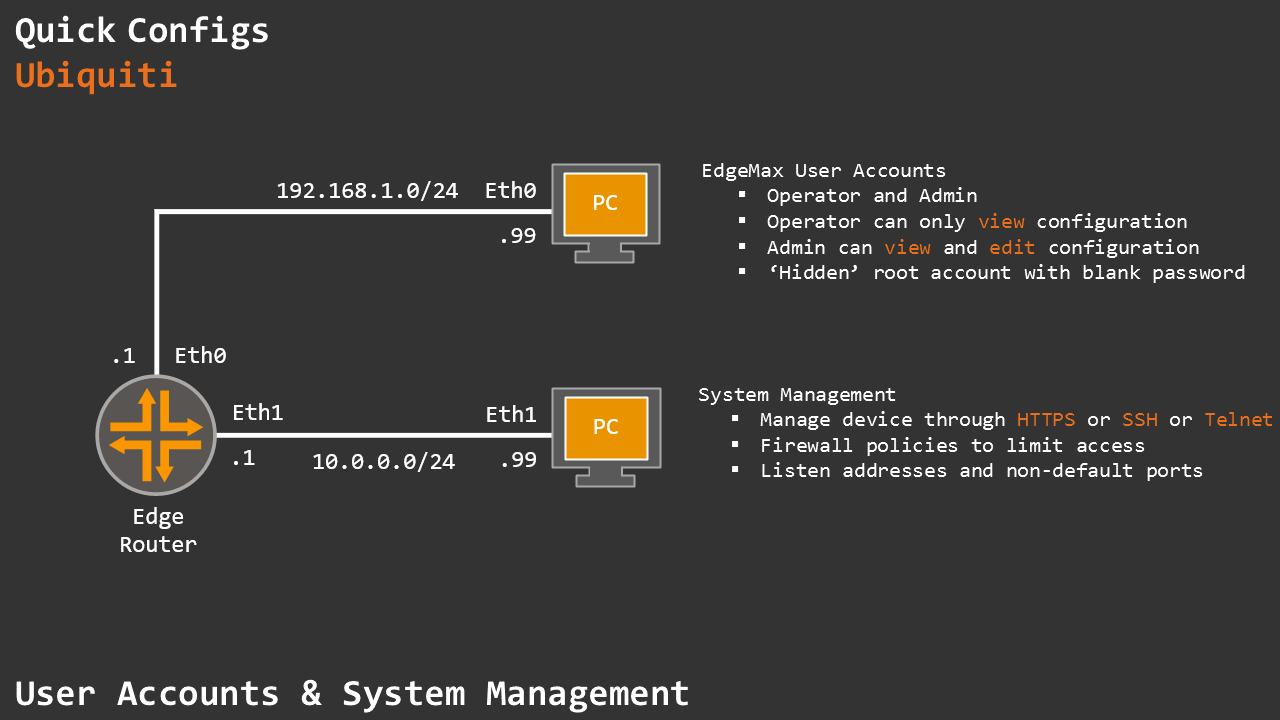 Quick Configs
Ubiquiti
192.168.1.0/24 Eth0
PC
.99
EdgeMax User Accounts
▪ Operator and Admin
▪ Operator can only view configuration
▪ Admin can view and edit configuration
▪ ‘Hidden’ root account with blank password
.1 Eth0
Eth1
.1
10.0.0.0/24
Eth1
.99
PC
System Management
▪ Manage device through HTTPS or SSH or Telnet
▪ Firewall policies to limit access
▪ Listen addresses and non-default ports
Edge
Router
User Accounts & System Management